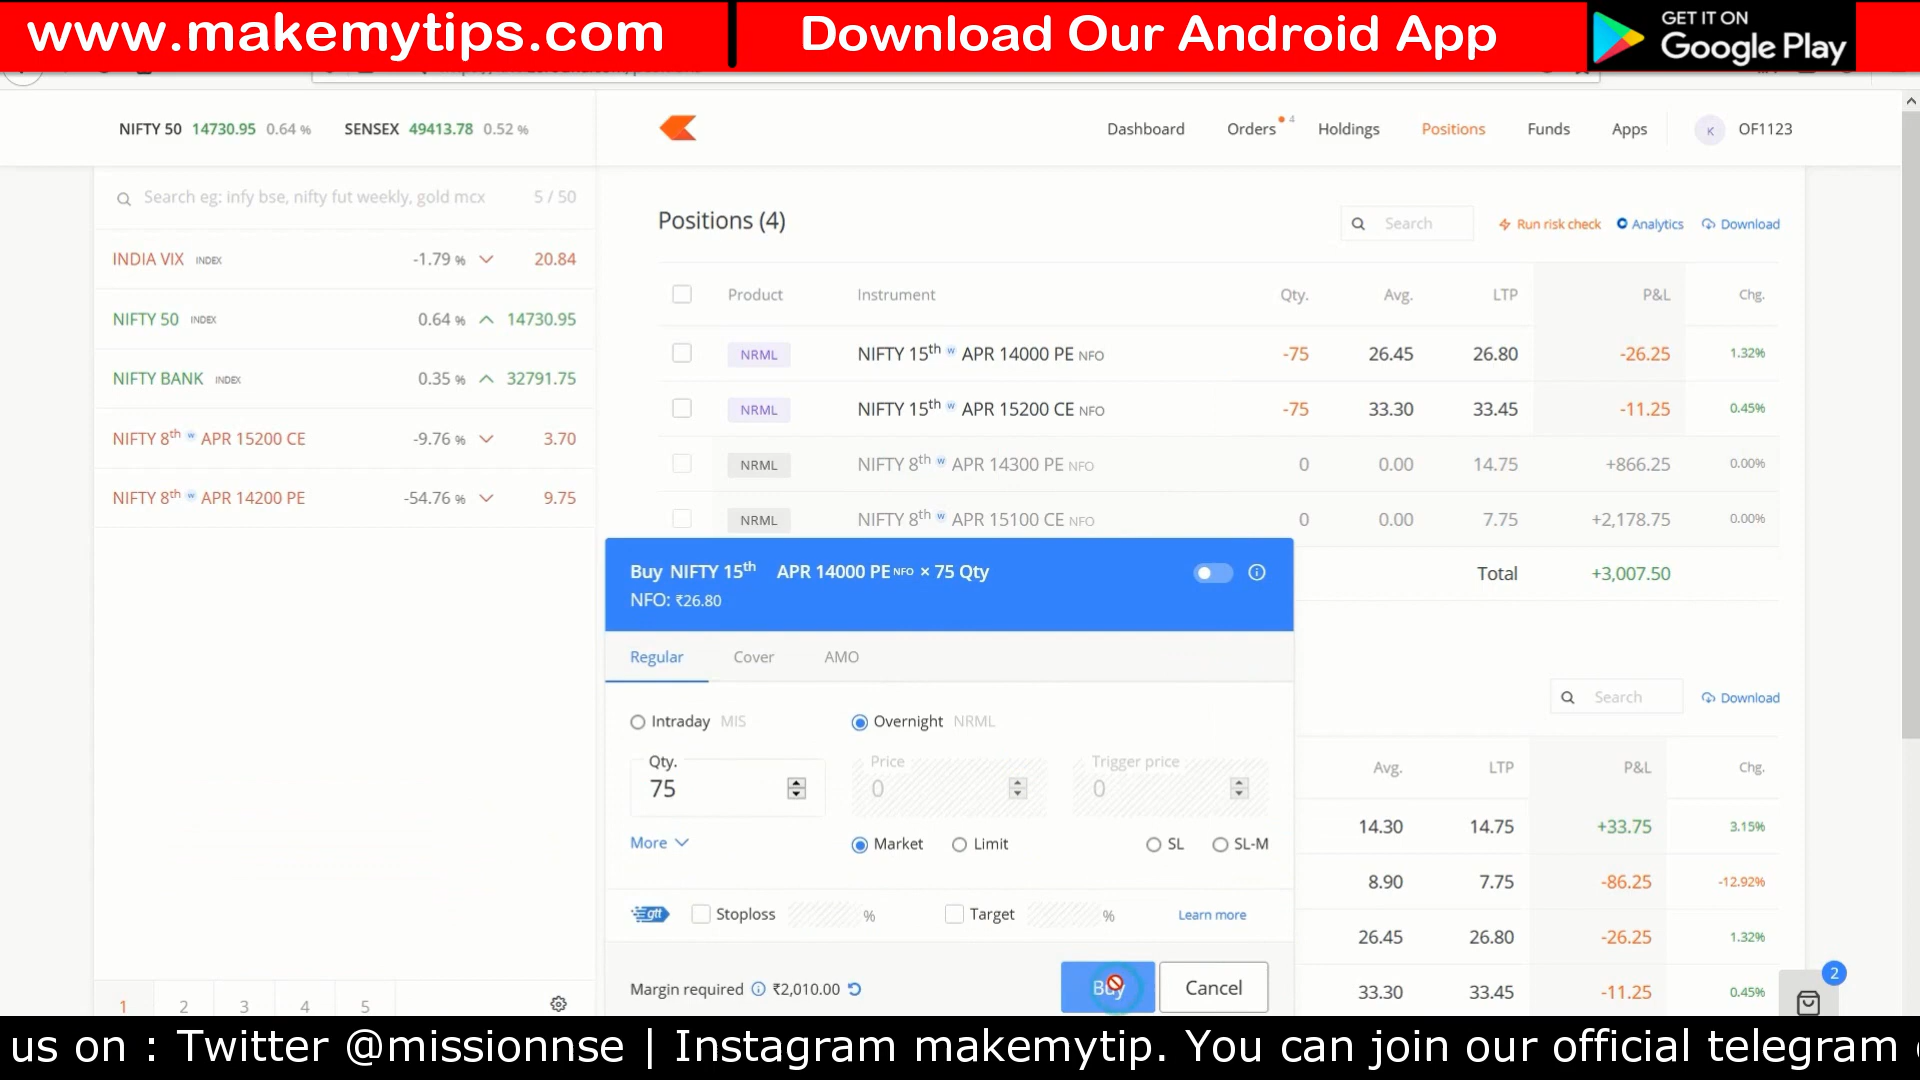 www.makemytips.com
Download Our Android App
GET IT ON
Google Play
NIFTY 50 14730.95 0.64 % SENSEX 49413.78 0.52 %
Dashboard Orders 4 Holdings Positions Funds Apps K OF1123
Search eg: infy bse, nifty fut weekly, gold mcx 5 / 50
INDIA VIX INDEX -1.79 % 20.84
NIFTY 50 INDEX 0.64 % 14730.95
NIFTY BANK INDEX 0.35 % 32791.75
NIFTY 8th w APR 15200 CE -9.76 % 3.70
NIFTY 8th w APR 14200 PE -54.76 % 9.75
1 2 3 4 5
Positions (4) Search Run risk check Analytics Download
Product Instrument Qty. Avg. LTP P&L Chg.
NRML NIFTY 15th w APR 14000 PE NFO -75 26.45 26.80 -26.25 1.32%
NRML NIFTY 15th w APR 15200 CE NFO -75 33.30 33.45 -11.25 0.45%
NRML NIFTY 8th w APR 14300 PE NFO 0 0.00 14.75 +866.25 0.00%
NRML NIFTY 8th w APR 15100 CE NFO 0 0.00 7.75 +2,178.75 0.00%
Total +3,007.50
Buy NIFTY 15th APR 14000 PE NFO × 75 Qty
NFO: ₹26.80
Regular Cover AMO
Intraday MIS Overnight NRML
Qty. Price Trigger price
75 0 0
More Market Limit SL SL-M
gtt Stoploss % Target % Learn more
Margin required ₹2,010.00 Buy Cancel
Search Download
Avg. LTP P&L Chg.
14.30 14.75 +33.75 3.15%
8.90 7.75 -86.25 -12.92%
26.45 26.80 -26.25 1.32%
33.30 33.45 -11.25 0.45%
2
us on : Twitter @missionnse | Instagram makemytip. You can join our official telegram